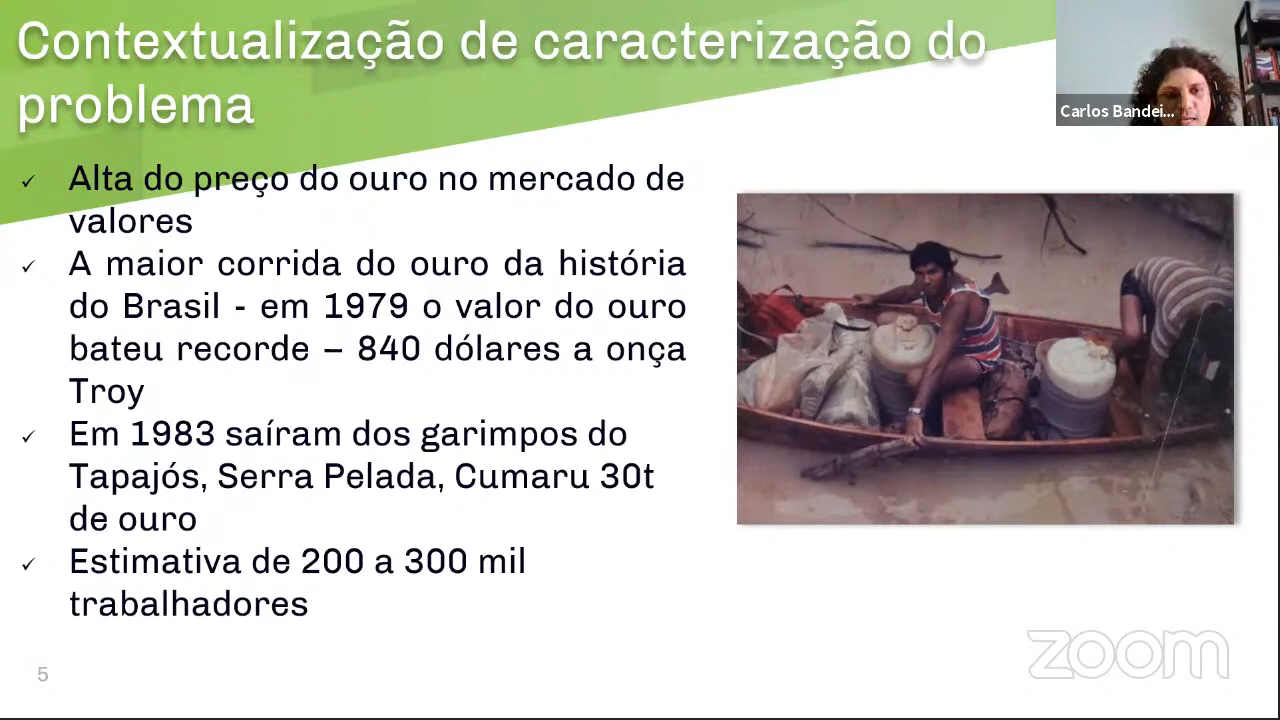 Contextualização de caracterização do
problema
Carlos Bandei...
✓ Alta do preço do ouro no mercado de
valores
✓ A maior corrida do ouro da história
do Brasil - em 1979 o valor do ouro
bateu recorde – 840 dólares a onça
Troy
✓ Em 1983 saíram dos garimpos do
Tapajós, Serra Pelada, Cumaru 30t
de ouro
✓ Estimativa de 200 a 300 mil
trabalhadores
5
zoom